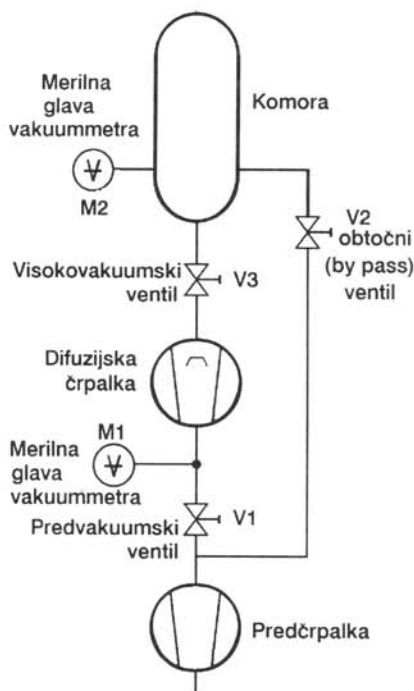 Merilna
glava
vakuummetra
M2
Komora
V2
obtočni
(by pass)
ventil
Visokovakuumski
ventil
V3
Difuzijska
črpalka
M1
Merilna
glava
vakuummetra
V1
Predvakuumski
ventil
Predčrpalka